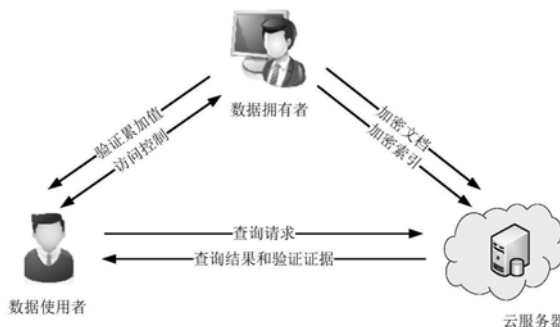 数据拥有者
验证累加值
访问控制
加密文档
加密索引
查询请求
查询结果和验证证据
数据使用者
云服务器